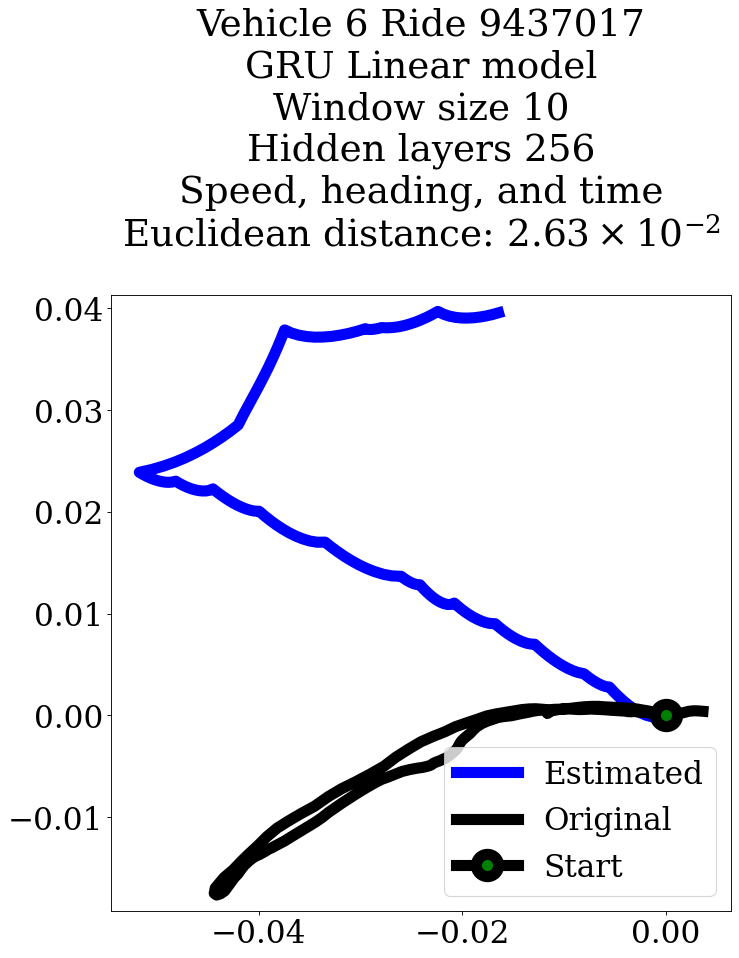 Vehicle 6 Ride 9437017
GRU Linear model
Window size 10
Hidden layers 256
Speed, heading, and time
Euclidean distance: 2.63 × 10⁻²
0.04
0.03
0.02
0.01
0.00
−0.01
Estimated
Original
Start
−0.04
−0.02
0.00